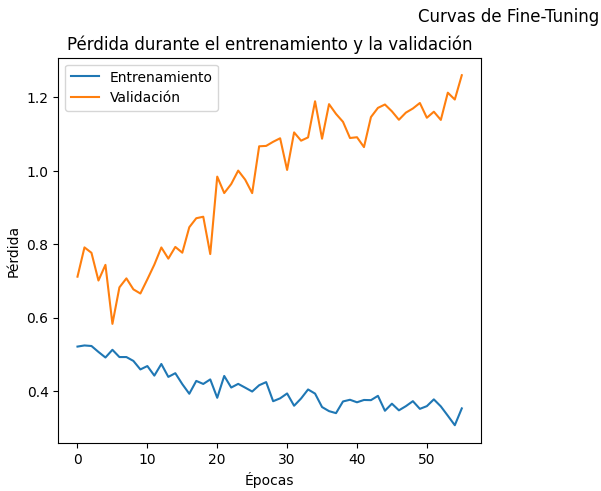 Curvas de Fine-Tuning
Pérdida durante el entrenamiento y la validación
Entrenamiento
Validación
Pérdida
1.2
1.0
0.8
0.6
0.4
0 10 20 30 40 50
Épocas